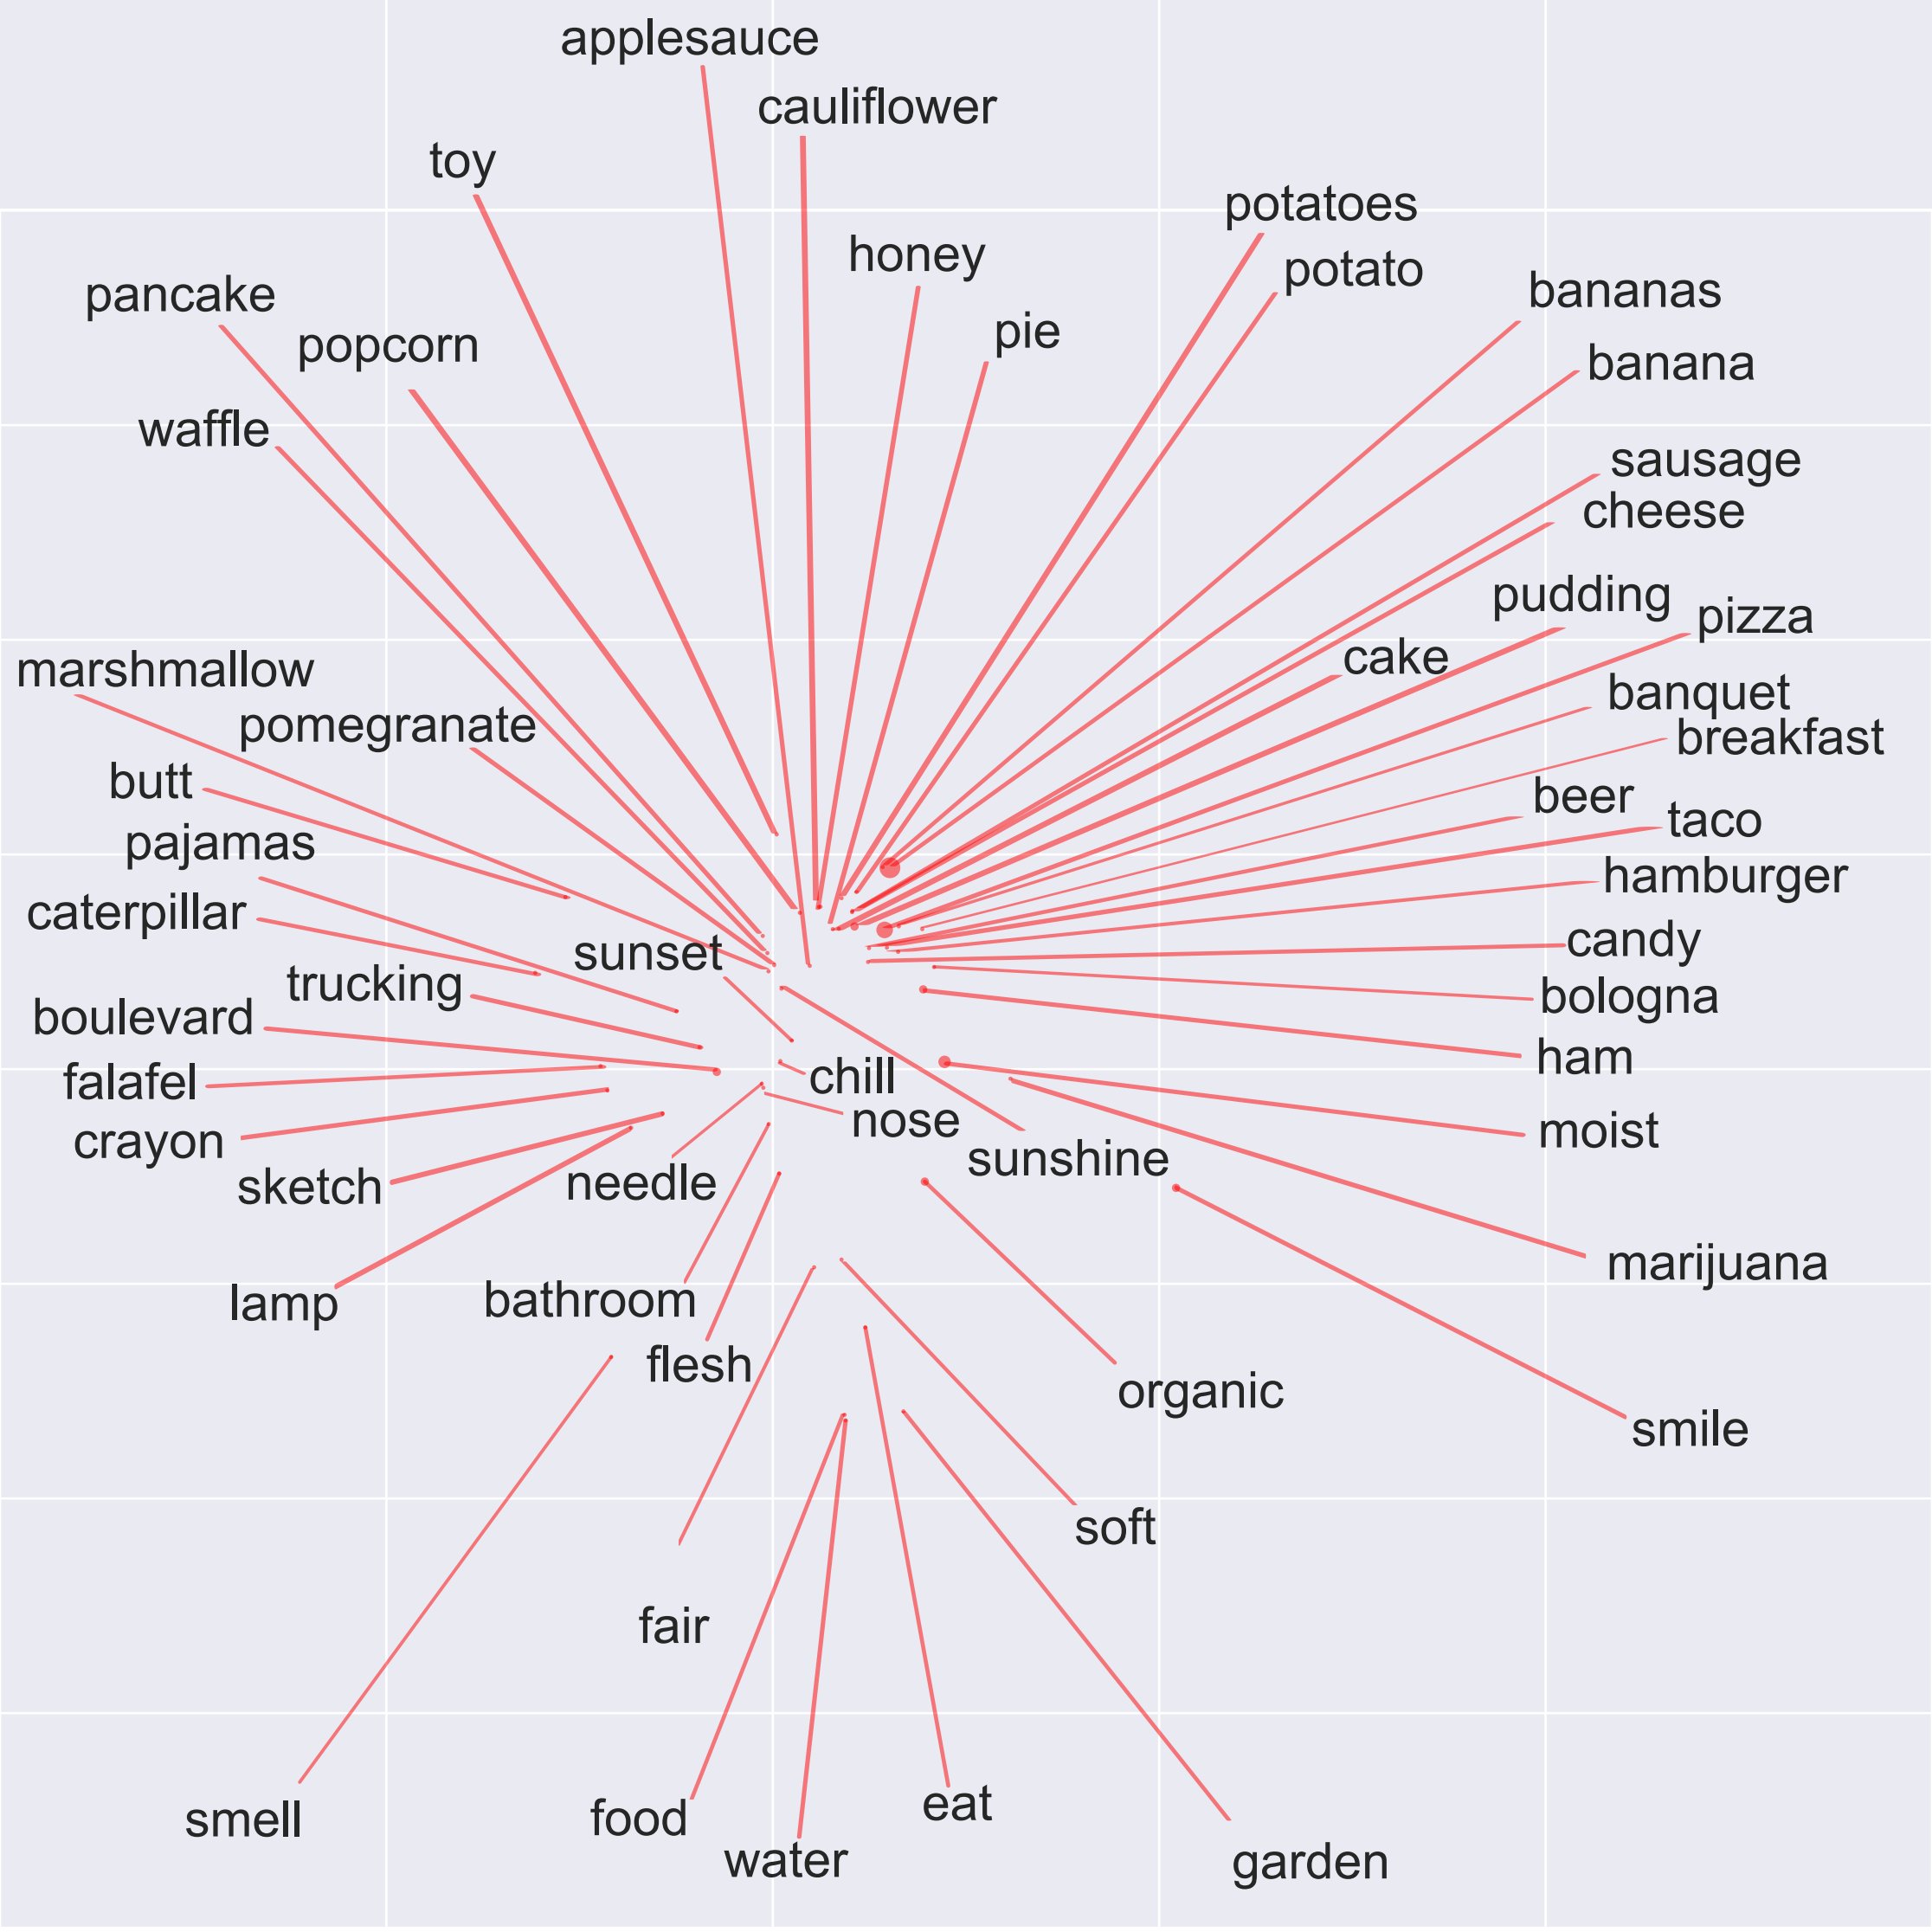 applesauce
cauliflower
toy
potatoes
honey
potato
pancake
bananas
popcorn
pie
banana
waffle
sausage
cheese
pudding
pizza
cake
marshmallow
banquet
pomegranate
breakfast
butt
beer
taco
pajamas
hamburger
caterpillar
sunset
candy
trucking
bologna
boulevard
ham
falafel
chill
nose
moist
crayon
sunshine
sketch
needle
marijuana
lamp
bathroom
flesh
organic
smile
soft
fair
eat
smell
food
water
garden